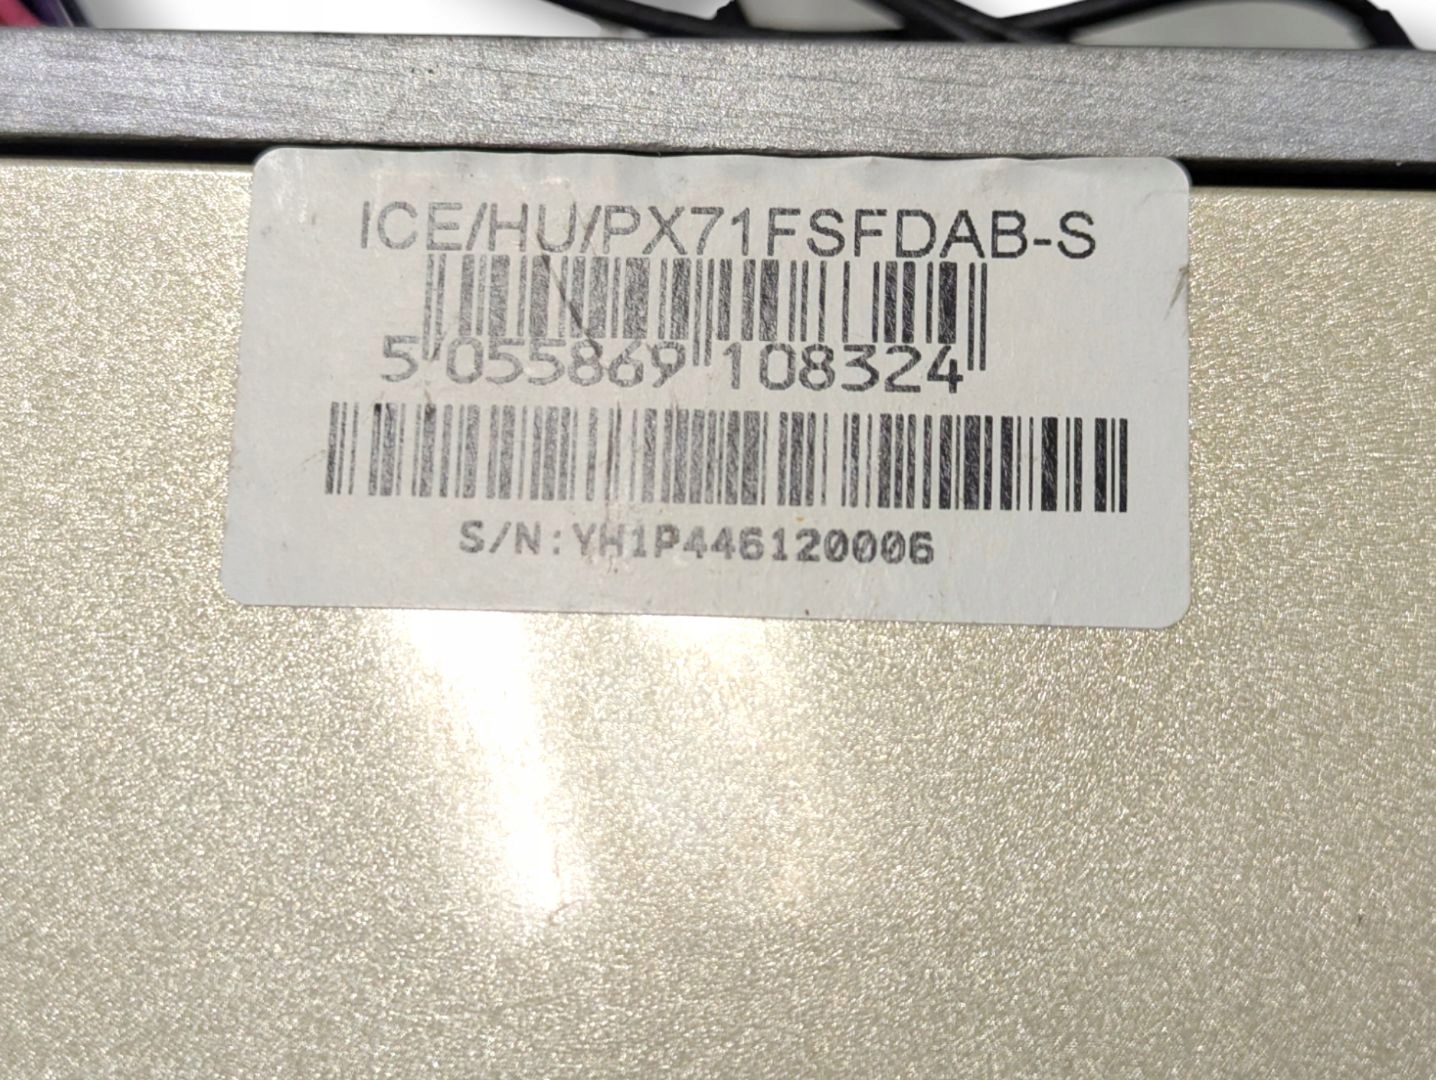 ICE/HU/PX71FSFDAB-S
5 055869 108324
S/N:YH1P446120006